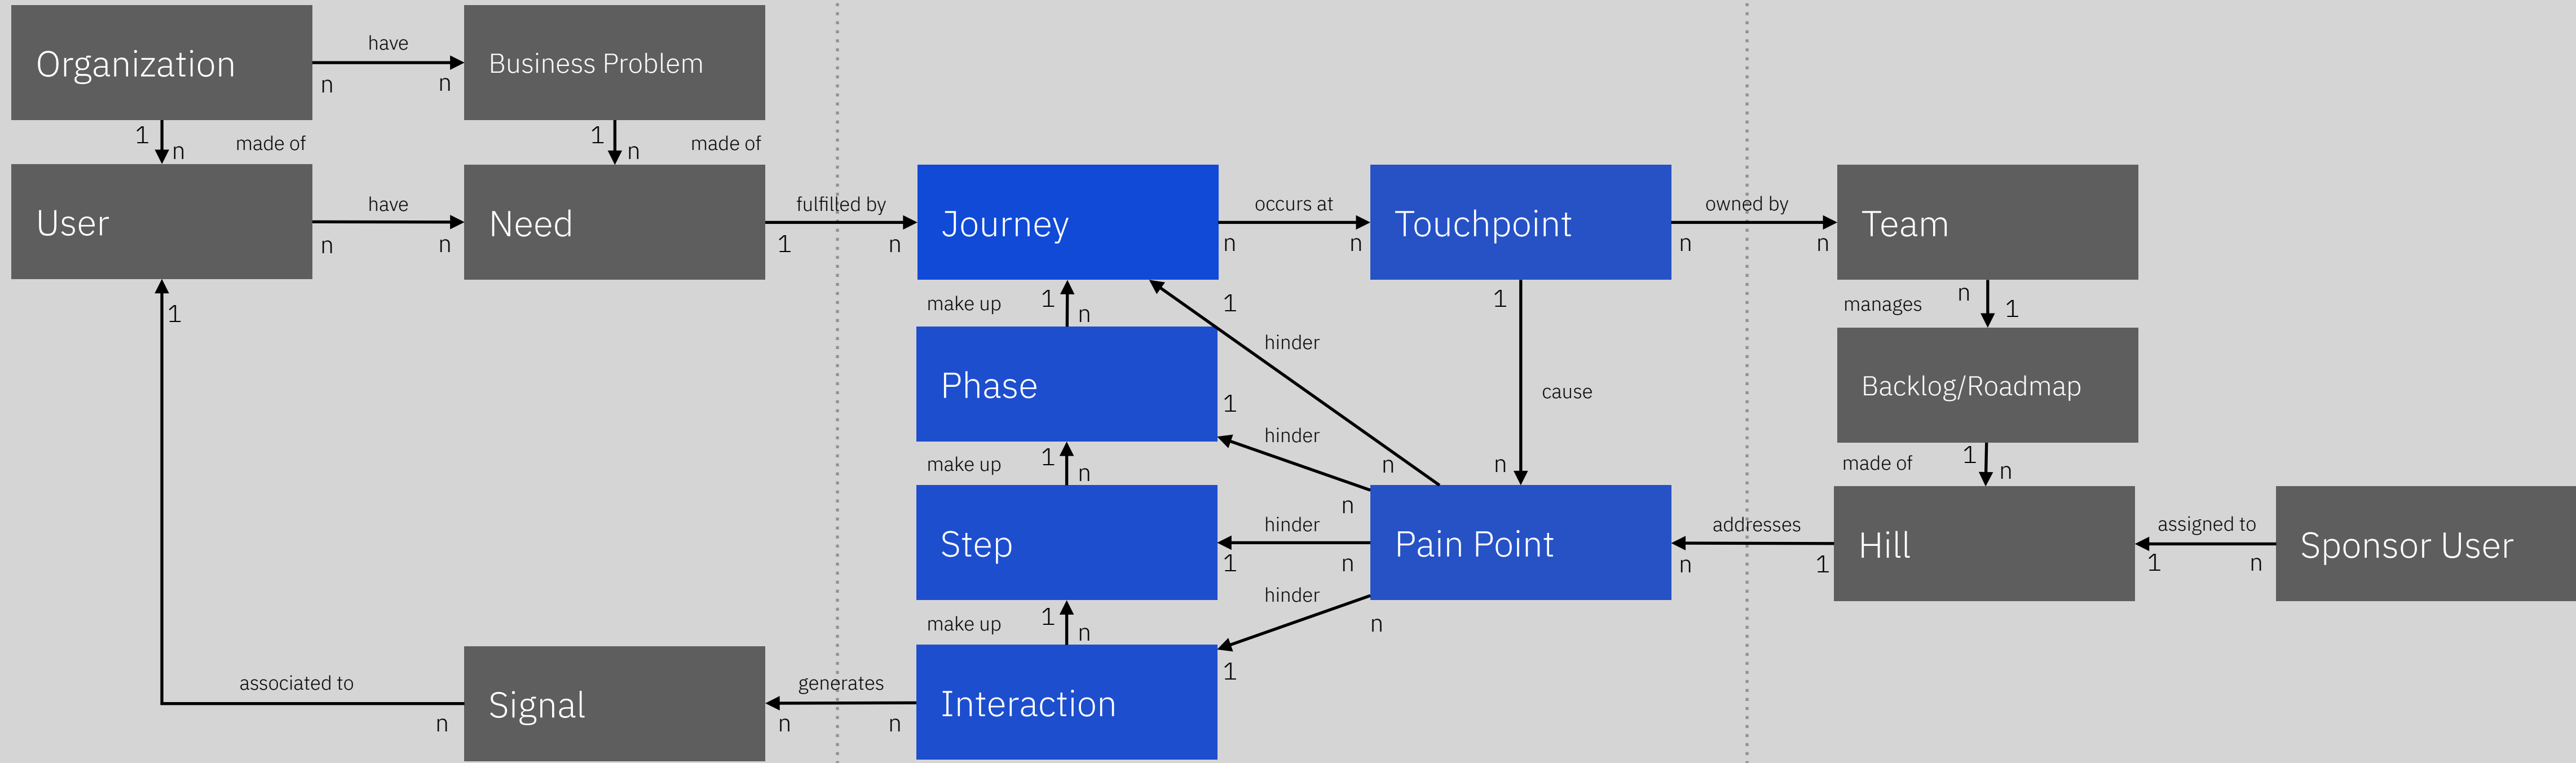 Organization
have
n
n
Business Problem
1
n
made of
1
n
made of
User
have
n
n
Need
fulfilled by
1
n
Journey
occurs at
n
n
Touchpoint
owned by
n
n
Team
1
make up
1
n
1
hinder
1
cause
n
manages
n
1
Phase
1
hinder
n
n
Backlog/Roadmap
make up
1
n
made of
1
n
Step
hinder
1
n
Pain Point
addresses
n
1
Hill
assigned to
1
n
Sponsor User
make up
1
n
hinder
n
1
associated to
n
Signal
generates
n
n
Interaction